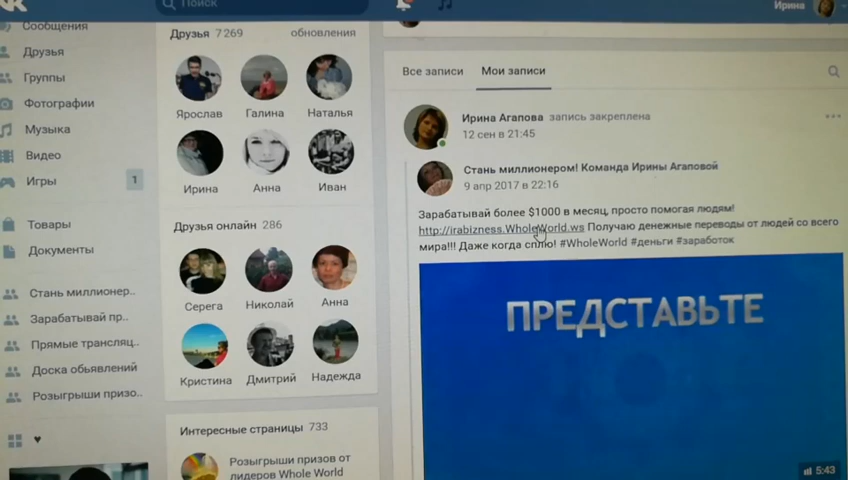 Поиск
Ирина
Сообщения
Друзья
Группы
Фотографии
Музыка
Видео
Игры
1
Товары
Документы
Стань миллионер..
Зарабатывай пр..
Прямые трансляц..
Доска обьявлений
Розыгрыши призо..
Друзья 7 269
обновления
Ярослав Галина Наталья
Ирина Анна Иван
Друзья онлайн 286
Серега Николай Анна
Кристина Дмитрий Надежда
Интересные страницы 733
Розыгрыши призов от
лидеров Whole World
Все записи Мои записи
Ирина Агапова запись закреплена
12 сен в 21:45
Стань миллионером! Команда Ирины Агаповой
9 апр 2017 в 22:16
Зарабатывай более $1000 в месяц, просто помогая людям!
http://irabizness.WholeWorld.ws Получаю денежные переводы от людей со всего
мира!!! Даже когда сплю! #WholeWorld #деньги #заработок
ПРЕДСТАВЬТЕ
5:43